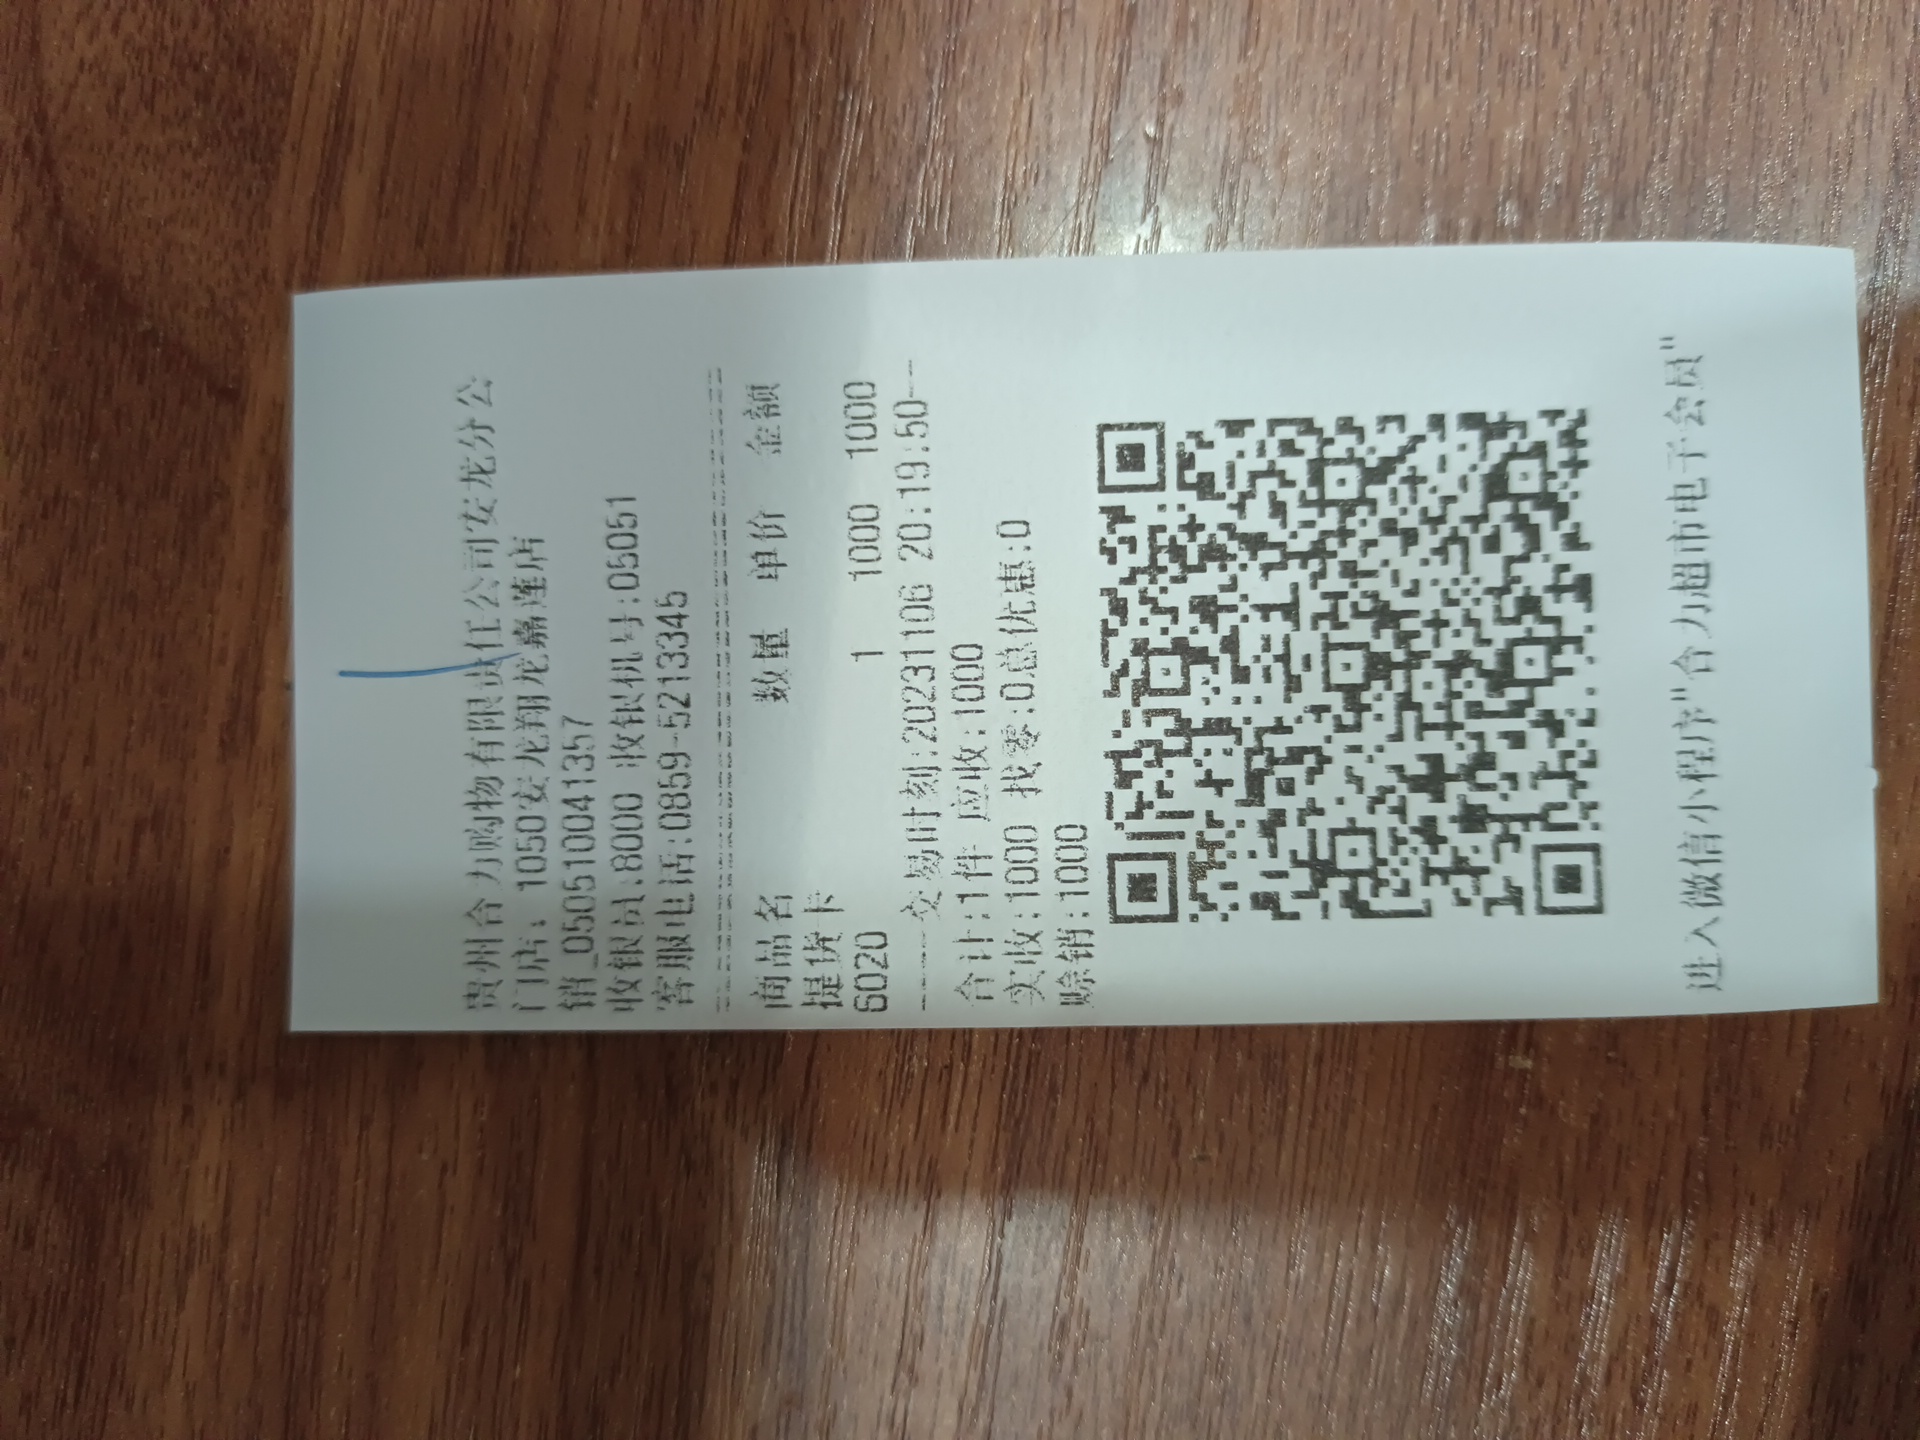 贵州合力购物有限责任公司安龙分公
门店：1050安龙翔龙嘉莲店
销_050510041357
收银员:8000 收银机号:05051
客服电话:0859-5213345
商品名 数量 单价 金额
提货卡
6020 1 1000 1000
-----交易时刻:20231106 20:19:50---
合计:1件 应收:1000
实收:1000 找零:0总优惠:0
赊销:1000
进入微信小程序"合力超市电子会员"